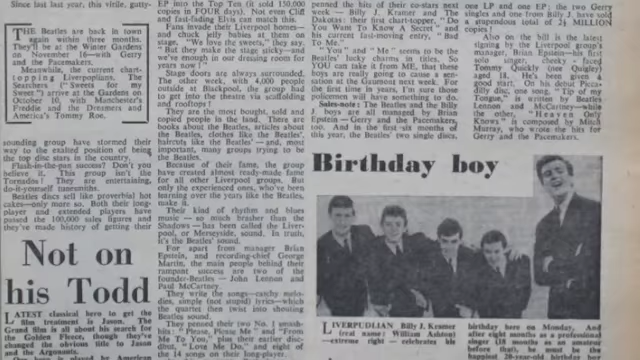 Since last year, this virile, gutty-
THE Beatles are back in town
again within three months.
They'll be at the Winter Gardens
on November 16—with Gerry
and the Pacemakers.
Meanwhile, the current chart-
topping Liverpudlians, The
Searchers ("Sweets for my
Sweet") arrive at the Gardens on
October 10, with Manchester's
Freddie and the Dreamers and
America's Tommy Roe.
sounding group have stormed their
way to the exalted position of being
the top disc stars in the country.
Flash-in-the-pan success? Don't you
believe it. This group isn't the
Toreadors! They are entertaining,
do-it-yourself tunesmiths.
Beatles discs sell like proverbial hot
cakes—only more so. Both their long-
player and extended players have
passed the 100,000 sales figures and
they've made history of getting their
Not on
his Todd
LATEST classical hero to get the
film treatment is Jason. The
Grand film is all about his search for
the Golden Fleece, though they've
changed the obvious title to Jason
and the Argonauts.
played by American
EP into the Top Ten (it sold 150,000
copies in FOUR days). Not even Cliff
and fast-fading Elvis can match this.
Fans invade their Liverpool homes—
and chuck jelly babies at them on
stage. "We love the sweets," they say.
"But they make the stage sticky—and
we've enough in our dressing room for
years now!"
Stage doors are always surrounded.
The other week, with 4,000 people
outside at Blackpool, the group had
to get into the theatre via scaffolding
and rooftops!
They are the most bought, sold and
copied people in the land. There are
books about the Beatles, articles about
the Beatles, clothes like the Beatles',
haircuts like the Beatles'—and, most
important, many groups trying to be
the Beatles.
Because of their fame, the group
have created almost ready-made fame
for all other Liverpool groups. But
only the experienced ones, who've been
learning over the years like the Beatles,
make it.
Their kind of rhythm and blues
music — so much brasher than the
Shadows — has been called the Liver-
pool, or Merseyside, sound. In truth,
it's the Beatles' sound.
For apart from manager Brian
Epstein, and recording-chief George
Martin, the main people behind their
rampant success are two of the
founder-Beatles — John Lennon and
Paul McCartney.
They write the songs—catchy melo-
dies, simple (not stupid) lyrics—which
the quartet then twist into shouting
Beatles sound.
They penned their two No. 1 smash-
hits: "Please, Please Me" and "From
Me To You," plus their earlier disc-
debut, "Love Me Do," and eight of
the 14 songs on their long-player.
penned the hits of their co-stars next
week — Billy J. Kramer and The
Dakotas: their first chart-topper, "Do
You Want To Know A Secret" and
his current fast-moving entry, "Bad
To Me."
"You" and "Me" seems to be the
Beatles' lucky charms in titles. So
YOU can take it from ME, that these
boys are really going to cause a sen-
sation at the Gaumont next week. For
the first time in years, I'm sure those
policemen will have something to do.
Sales-note: The Beatles and the Billy
J boys are all managed by Brian
Epstein — Gerry and the Pacemakers,
too. And in the first six months of
this year, the Beatles' two single discs,
one LP and one EP; the two Gerry
singles and one from Billy J. have sold
a stupendous total of 2½ MILLION
copies!
Also on the bill is the latest
signing by the Liverpool groups'
manager, Brian Epstein—his first
solo singer, cheeky - faced
Tommy Quickly (one Quigley)
aged 18. He's been given a
good start. On his debut Picca-
dilly disc, one song, "Tip of my
Tongue," is written by Beatles
Lennon and McCartney—while
the other, "Heaven Only
Knows" is composed by Mitch
Murray, who wrote the hits for
Gerry and the Pacemakers.
Birthday boy
LIVERPUDLIAN Billy J. Kramer
(real name: William Ashton)
—extreme right — celebrates his
birthday here on Monday. And
after eight months as a professional
singer (18 months as an amateur
before that), it should be the
happiest